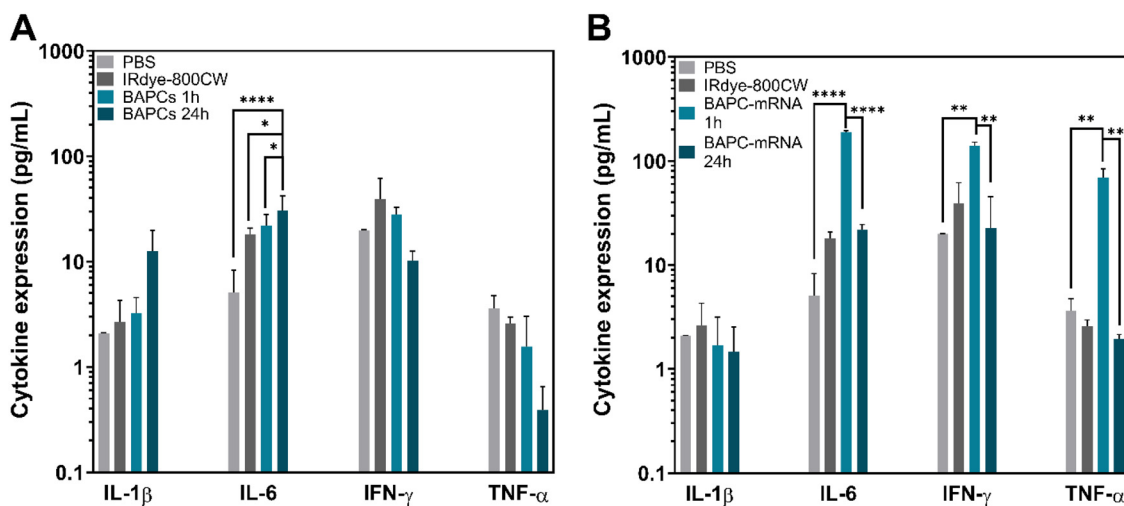 A
Cytokine expression (pg/mL)
1000
100
10
1
0.1
PBS
IRdye-800CW
BAPCs 1h
BAPCs 24h
****
*
*
IL-1β
IL-6
IFN-γ
TNF-α
B
Cytokine expression (pg/mL)
1000
100
10
1
0.1
PBS
IRdye-800CW
BAPC-mRNA
1h
BAPC-mRNA
24h
****
****
**
**
**
**
IL-1β
IL-6
IFN-γ
TNF-α